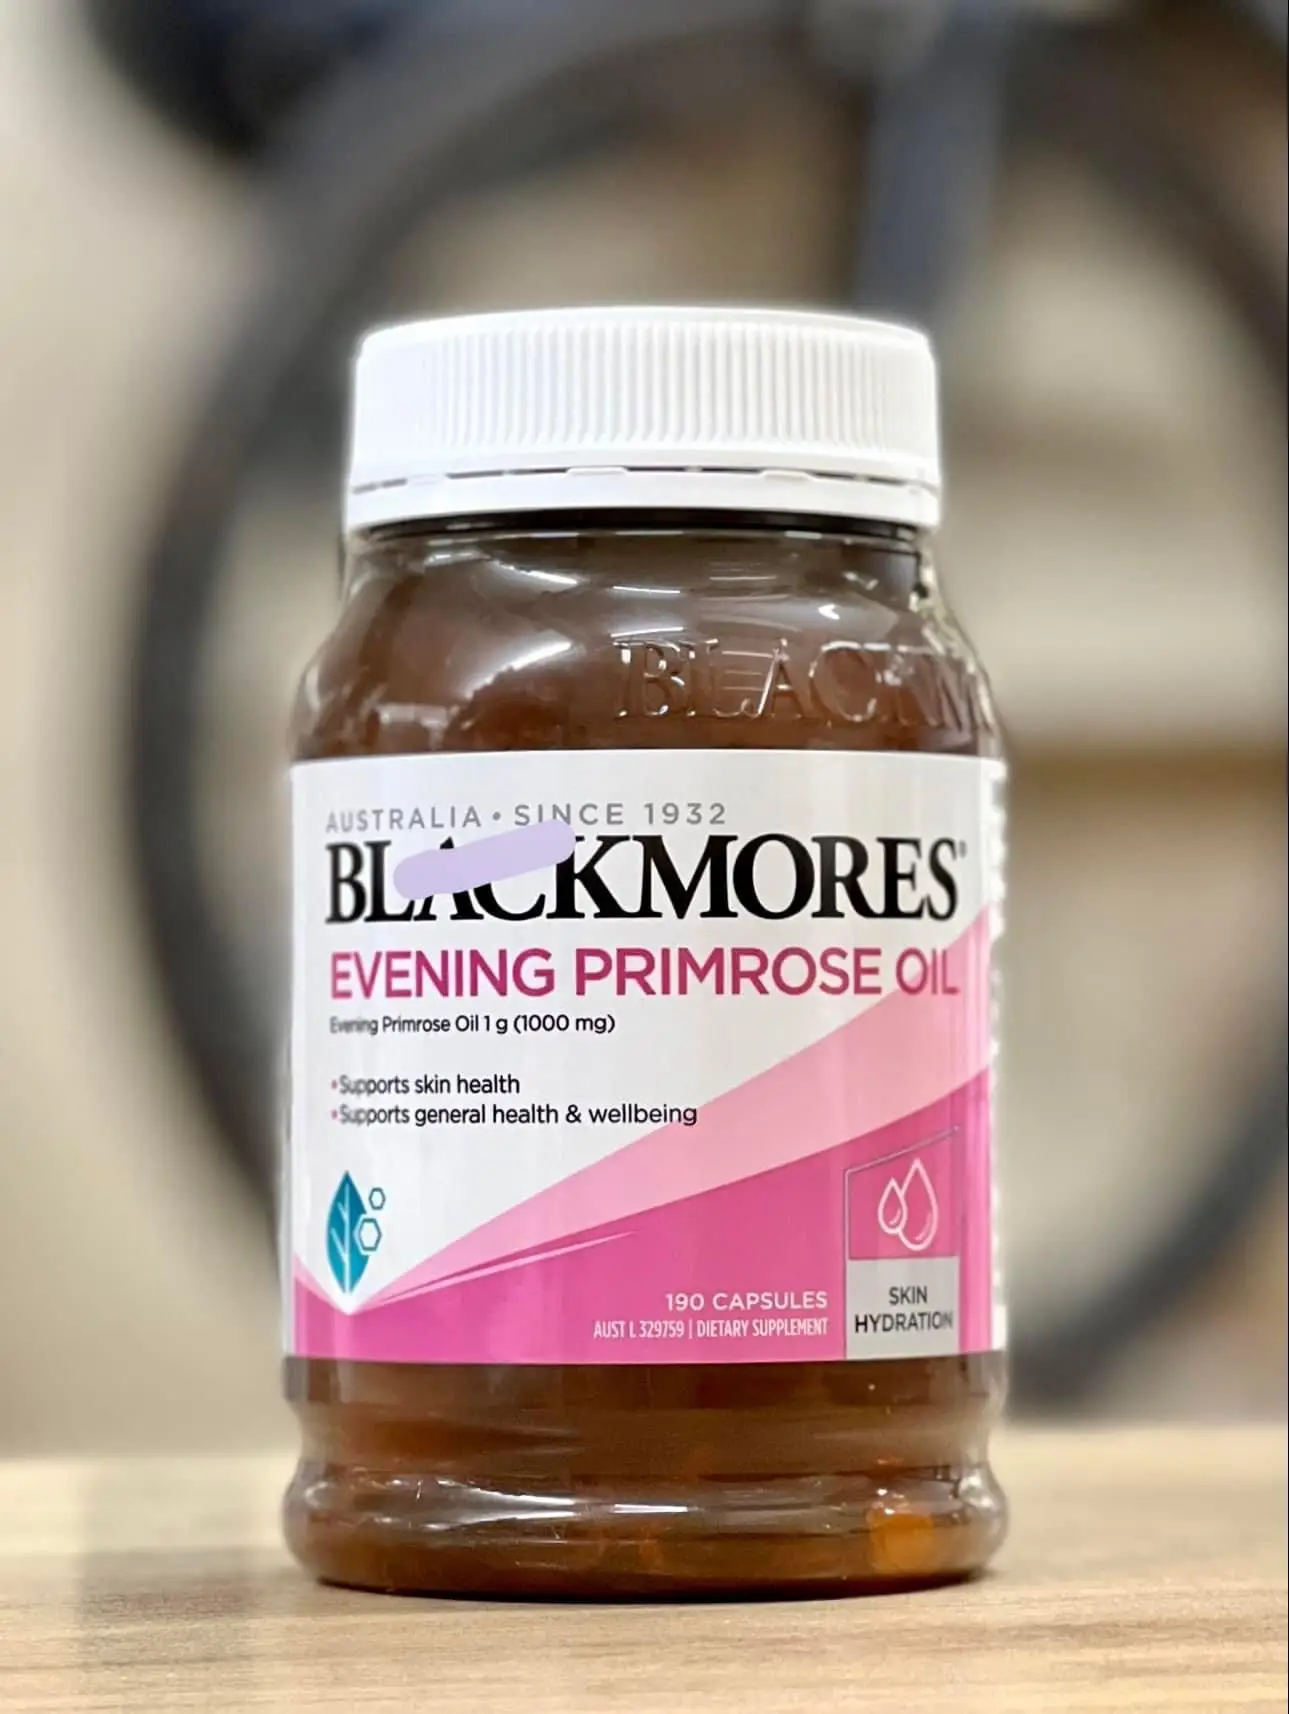 BLACKM
AUSTRALIA • SINCE 1932
BLACKMORES®
EVENING PRIMROSE OIL
Evening Primrose Oil 1 g (1000 mg)
•Supports skin health
•Supports general health & wellbeing
190 CAPSULES
AUST L 329759 | DIETARY SUPPLEMENT
SKIN
HYDRATION